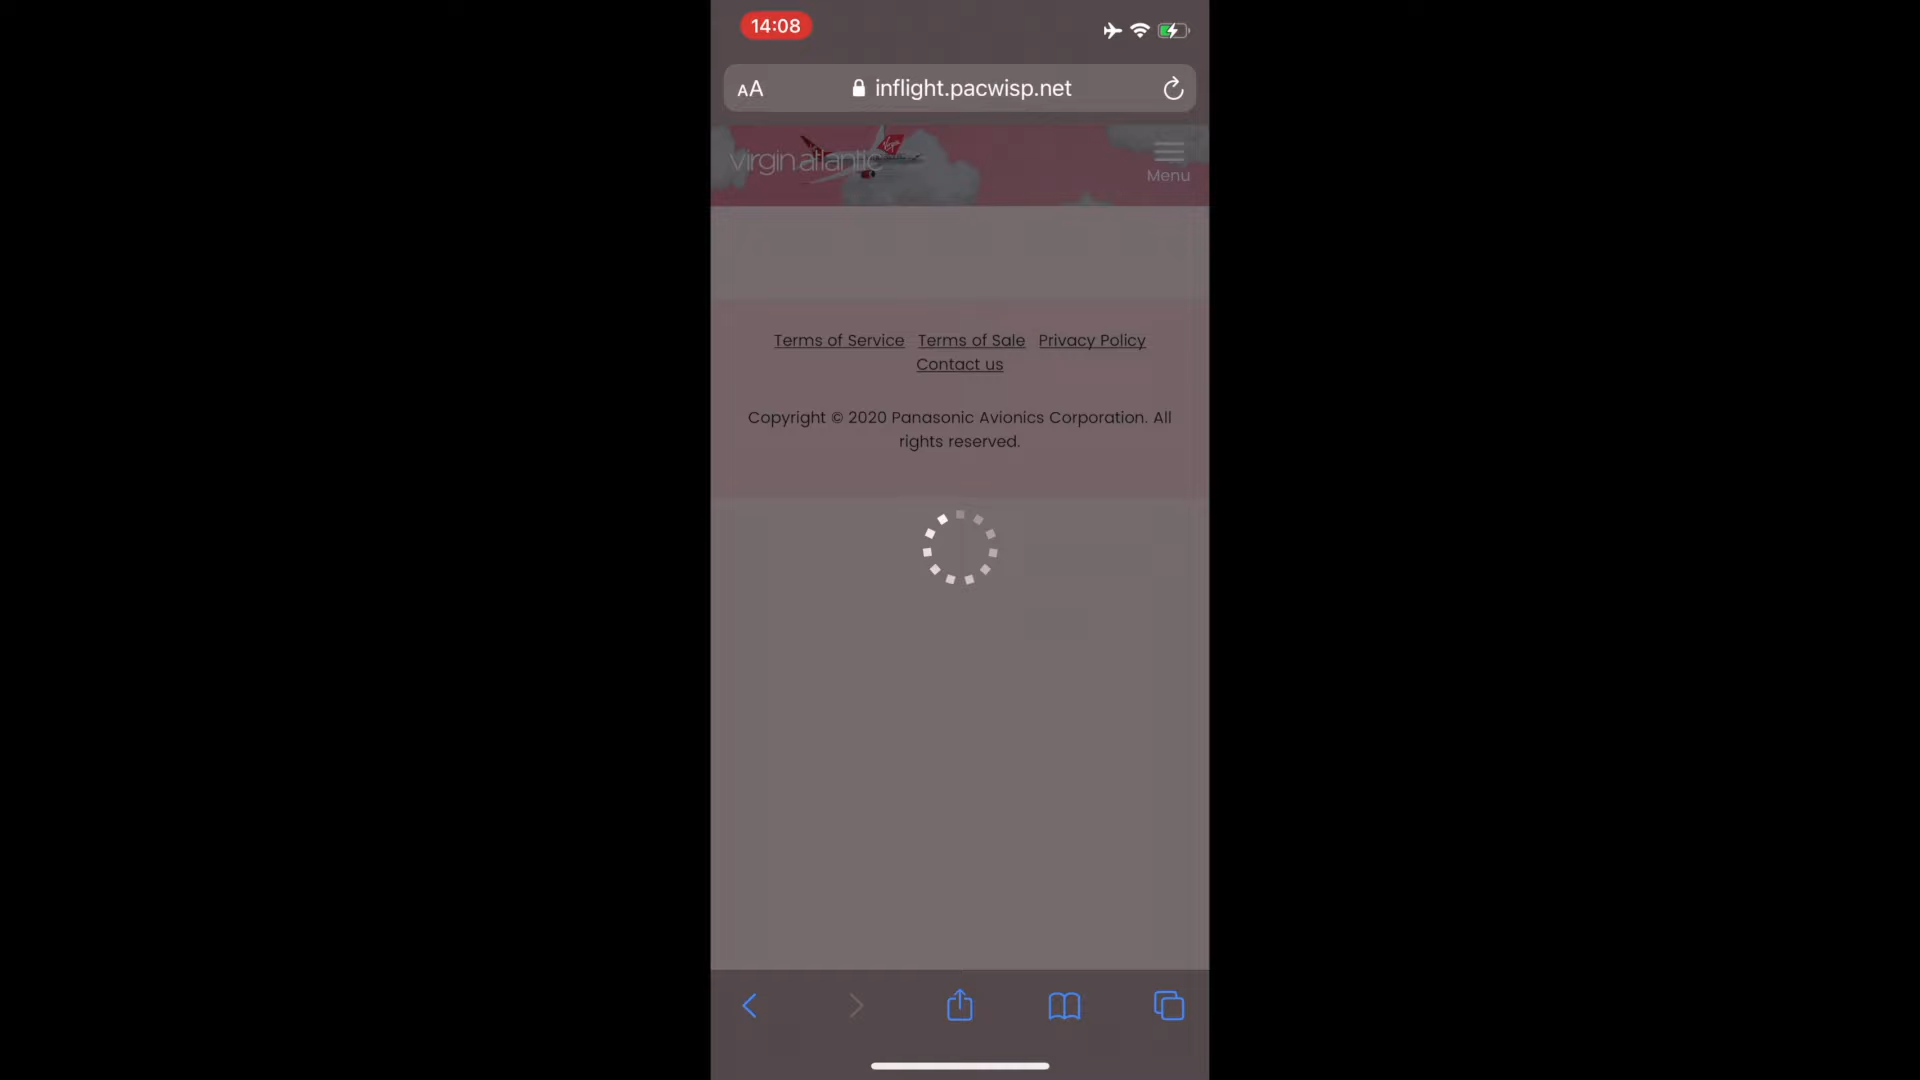 14:08
AA
inflight.pacwisp.net
virgin atlantic
Virgin
Menu
Terms of Service Terms of Sale Privacy Policy
Contact us
Copyright © 2020 Panasonic Avionics Corporation. All
rights reserved.